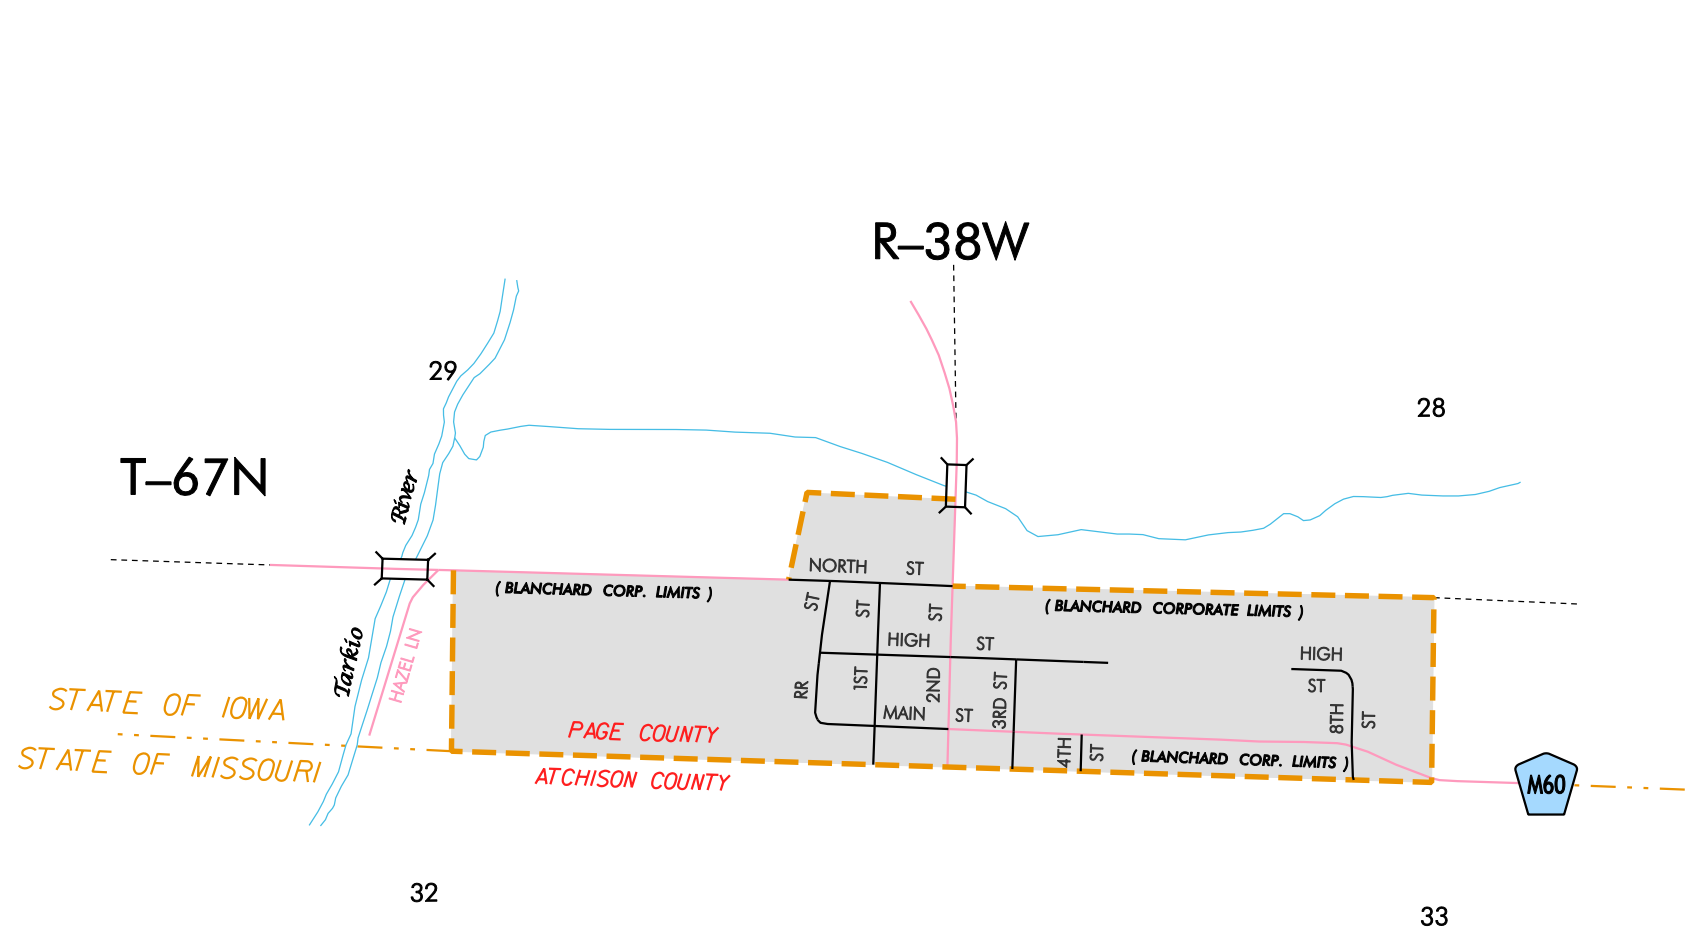 R–38W
29
28
T–67N
River
NORTH ST
( BLANCHARD CORP. LIMITS )
( BLANCHARD CORPORATE LIMITS )
ST
ST
ST
HIGH ST
HIGH
ST
Tarkio
HAZEL LN
RR
1ST
2ND
3RD ST
8TH
ST
STATE OF IOWA
MAIN ST
PAGE COUNTY
4TH
ST
( BLANCHARD CORP. LIMITS )
STATE OF MISSOURI
ATCHISON COUNTY
M60
32
33